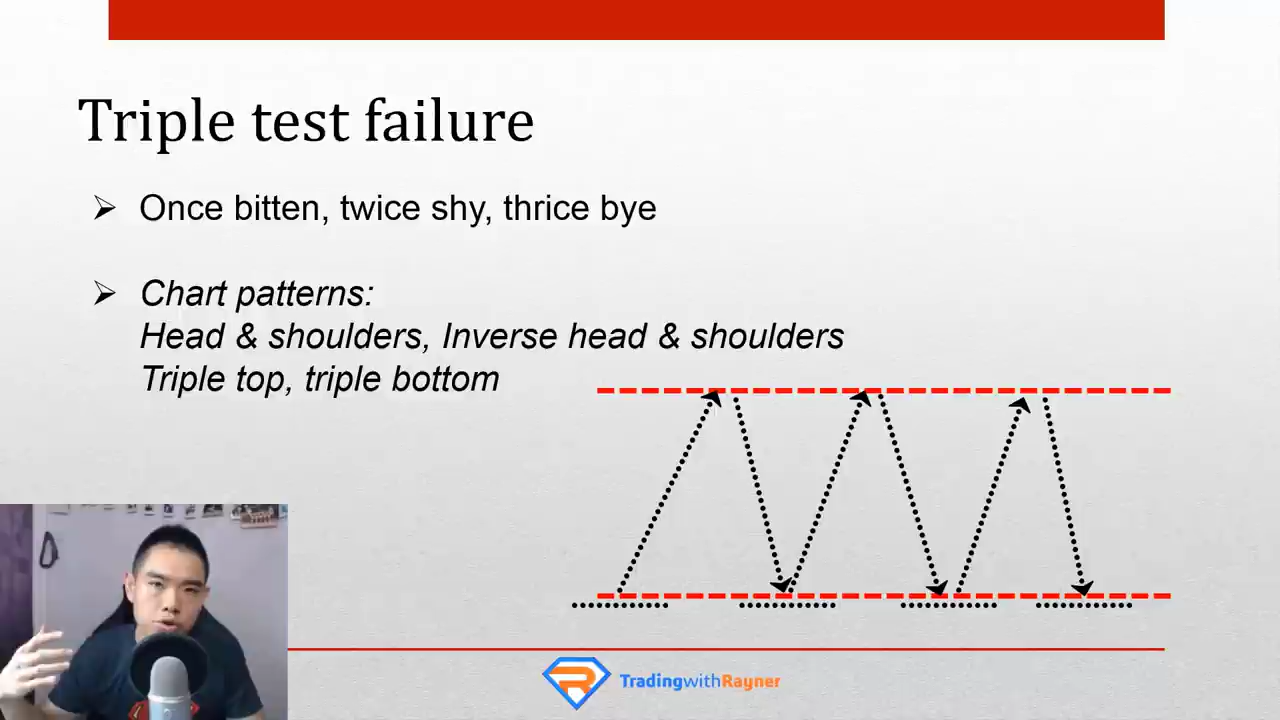 Triple test failure
Once bitten, twice shy, thrice bye
Chart patterns:
Head & shoulders, Inverse head & shoulders
Triple top, triple bottom
TradingwithRayner